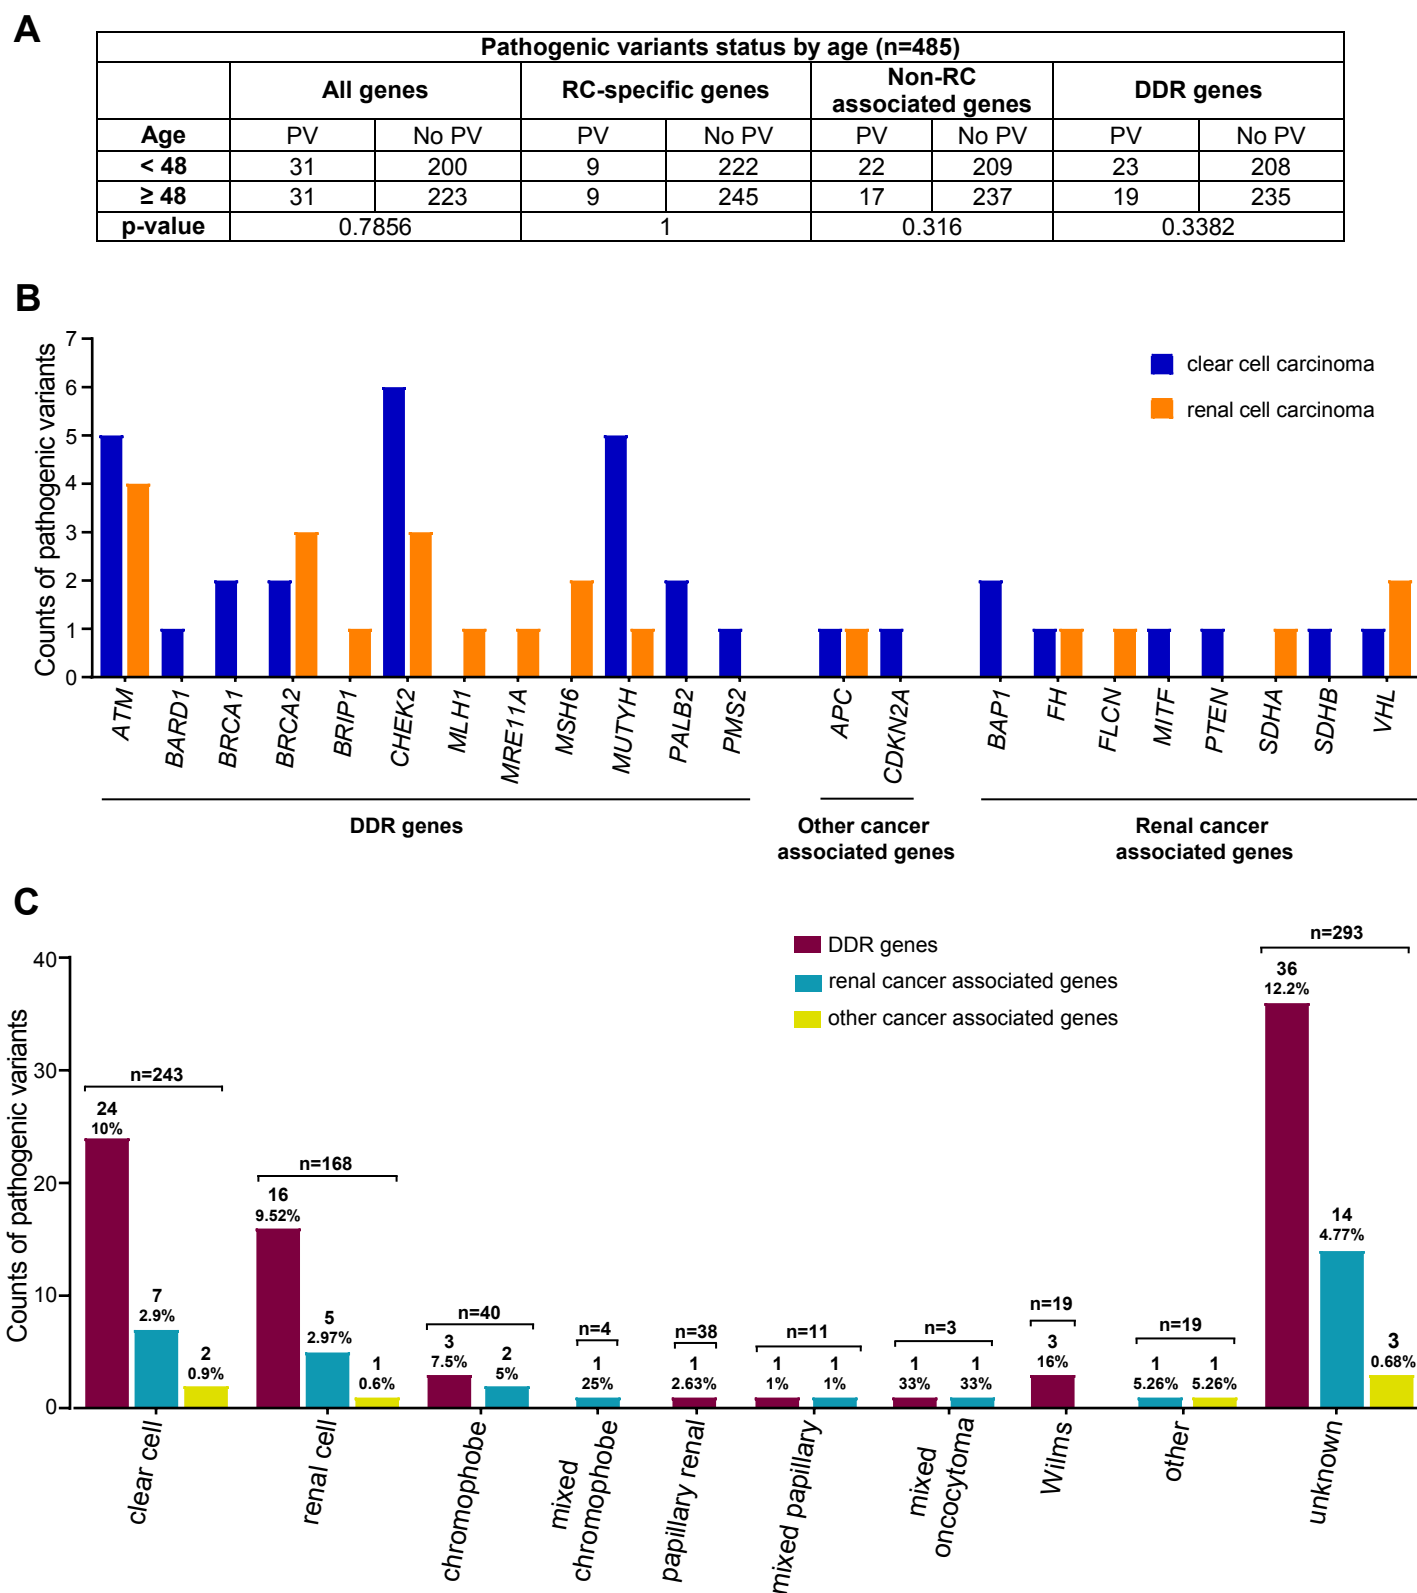 A
Pathogenic variants status by age (n=485)
All genes RC-specific genes Non-RC associated genes DDR genes
Age PV No PV PV No PV PV No PV PV No PV
< 48 31 200 9 222 22 209 23 208
≥ 48 31 223 9 245 17 237 19 235
p-value 0.7856 1 0.316 0.3382
B
Counts of pathogenic variants
7
6
5
4
3
2
1
0
clear cell carcinoma
renal cell carcinoma
ATM BARD1 BRCA1 BRCA2 BRIP1 CHEK2 MLH1 MRE11A MSH6 MUTYH PALB2 PMS2 APC CDKN2A BAP1 FH FLCN MITF PTEN SDHA SDHB VHL
DDR genes
Other cancer
associated genes
Renal cancer
associated genes
C
Counts of pathogenic variants
40
30
20
10
0
DDR genes
renal cancer associated genes
other cancer associated genes
n=243
24
10%
7
2.9%
2
0.9%
n=168
16
9.52%
5
2.97%
1
0.6%
n=40
3
7.5%
2
5%
n=4
1
25%
n=38
1
2.63%
n=11
1
1%
1
1%
n=3
1
33%
1
33%
n=19
3
16%
n=19
1
5.26%
1
5.26%
n=293
36
12.2%
14
4.77%
3
0.68%
clear cell
renal cell
chromophobe
mixed
chromophobe
papillary renal
mixed papillary
mixed
oncocytoma
Wilms
other
unknown